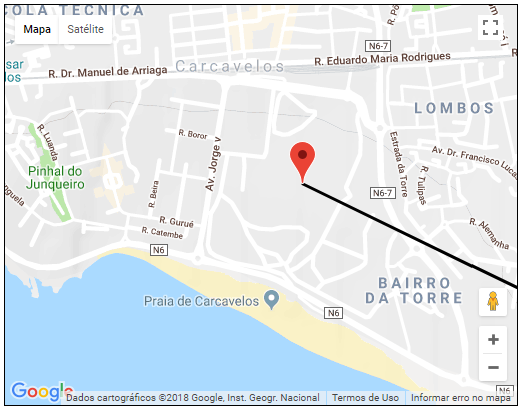 COLA TECNICA
Mapa
Satélite
N6-7
R. Eduardo Maria Rodrigues
R. Dr. Manuel de Arriaga
Carcavelos
LOMBOS
R. Luanda
R. Boror
Av. Jorge v
Estrada da Torre
Av. Dr. Francisco Luca
Pinhal do
Junqueiro
R. Beira
R. Tulipas
N6-7
R. Gurué
R. Catembe
R. Alemanha
N6
BAIRRO
DA TORRE
Praia de Carcavelos
N6
Google
Dados cartográficos ©2018 Google, Inst. Geogr. Nacional
Termos de Uso
Informar erro no mapa